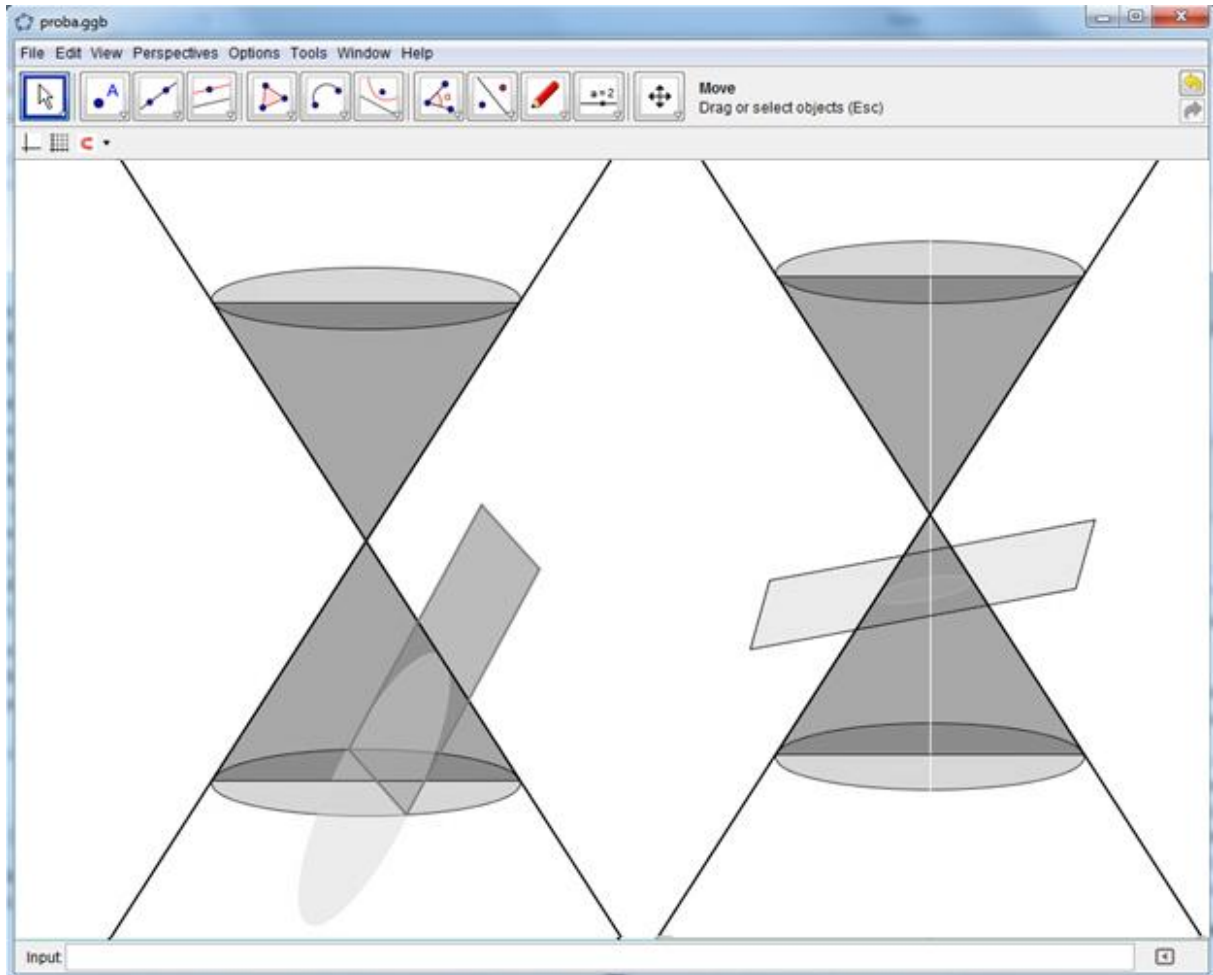 proba.ggb
File Edit View Perspectives Options Tools Window Help
A
α
a=2
Move
Drag or select objects (Esc)
Input: